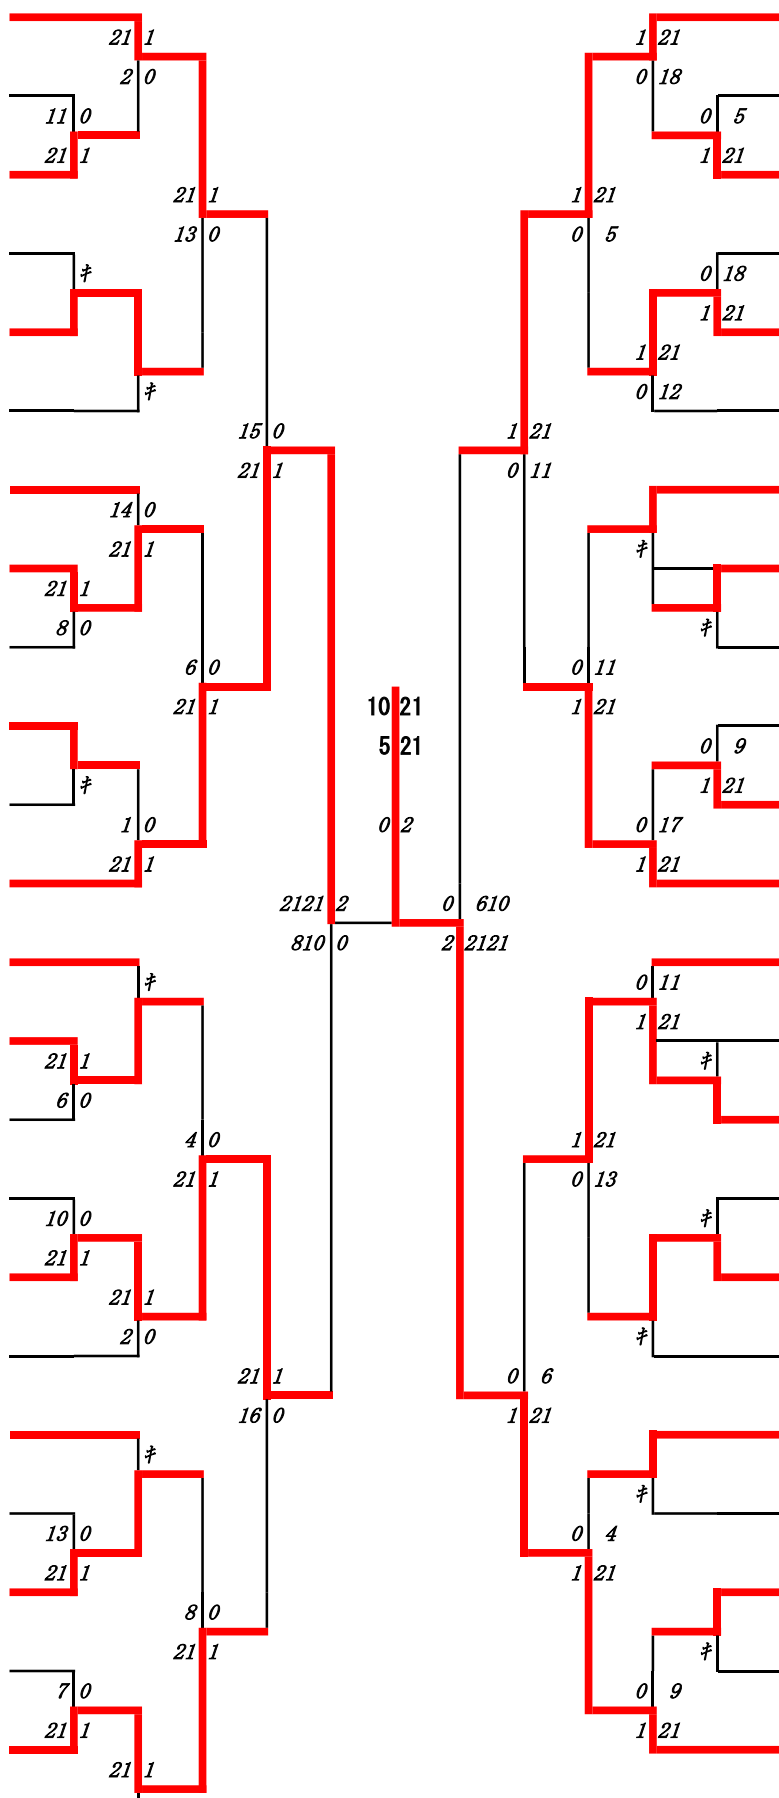 21 1 1 21
2 0 0 18
11 0 0 5
21 1 1 21
21 1 1 21
13 0 0 5
ｷ 0 18
1 21
1 21
ｷ 0 12
15 0 1 21
21 1 0 11
14 0
21 1 ｷ
21 1
8 0 ｷ
6 0 0 11
21 1 10 21 1 21
5 21 0 9
ｷ 1 21
1 0 0 2 0 17
21 1 1 21
2121 2 0 610
810 0 2 2121
ｷ 0 11
1 21
21 1 ｷ
6 0
4 0 1 21
21 1 0 13
10 0 ｷ
21 1
21 1
2 0 ｷ
21 1 0 6
16 0 1 21
ｷ
ｷ
13 0 0 4
21 1 1 21
8 0
21 1 ｷ
7 0 0 9
21 1 1 21
21 1